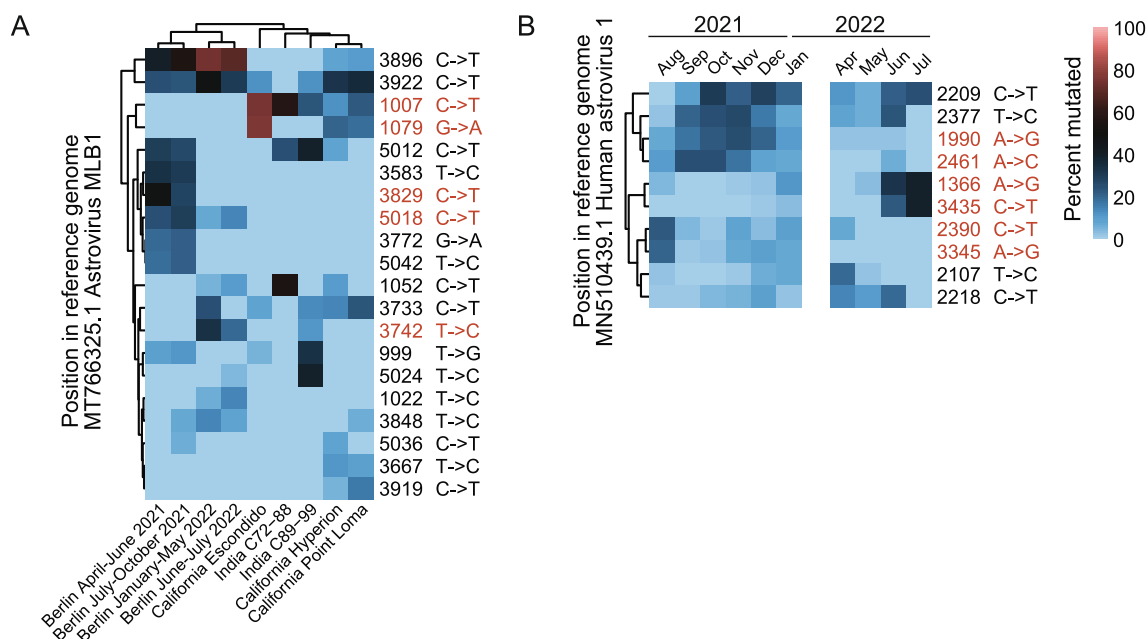 A
Position in reference genome
MT766325.1 Astrovirus MLB1
3896 C->T
3922 C->T
1007 C->T
1079 G->A
5012 C->T
3583 T->C
3829 C->T
5018 C->T
3772 G->A
5042 T->C
1052 C->T
3733 C->T
3742 T->C
999 T->G
5024 T->C
1022 T->C
3848 T->C
5036 C->T
3667 T->C
3919 C->T
Berlin April-June 2021
Berlin July-October 2021
Berlin January-May 2022
Berlin June-July 2022
California Escondido
India C72–88
India C89–99
California Hyperion
California Point Loma
B
2021 2022
Aug Sep Oct Nov Dec Jan Apr May Jun Jul
Position in reference genome
MN510439.1 Human astrovirus 1
2209 C->T
2377 T->C
1990 A->G
2461 A->C
1366 A->G
3435 C->T
2390 C->T
3345 A->G
2107 T->C
2218 C->T
Percent mutated
100
80
60
40
20
0